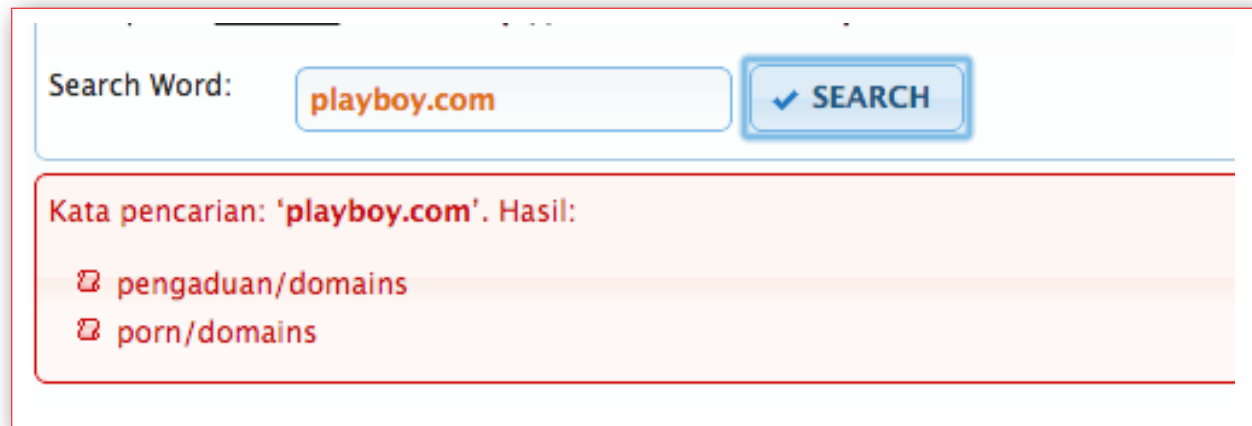 Search Word:
playboy.com
SEARCH
Kata pencarian: ‘playboy.com’. Hasil:
pengaduan/domains
porn/domains